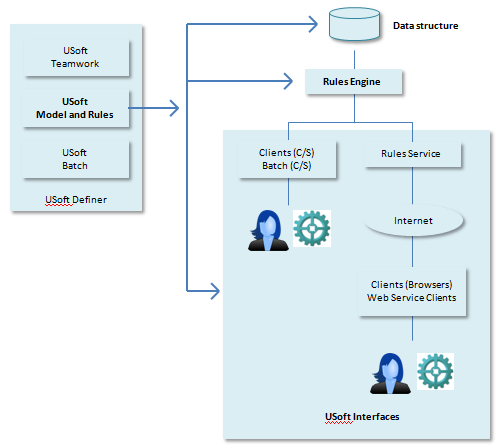 USoft
Teamwork
USoft
Model and Rules
USoft
Batch
USoft Definer
Data structure
Rules Engine
Clients (C/S)
Batch (C/S)
Rules Service
Internet
Clients (Browsers)
Web Service Clients
USoft Interfaces